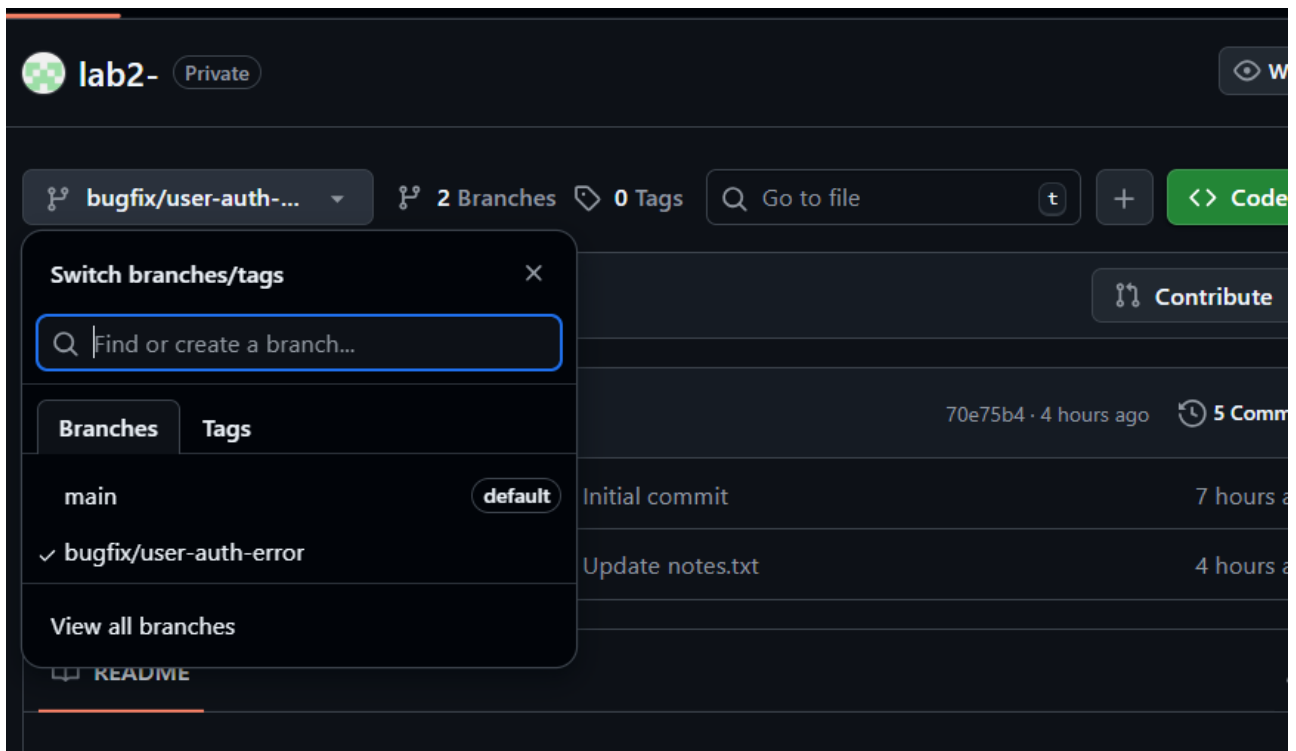 lab2- Private
W
bugfix/user-auth-... 2 Branches 0 Tags Go to file t + <> Code
Switch branches/tags
Contribute
Find or create a branch...
70e75b4 · 4 hours ago 5 Comm
Branches Tags
main default Initial commit 7 hours a
bugfix/user-auth-error Update notes.txt 4 hours a
View all branches
README